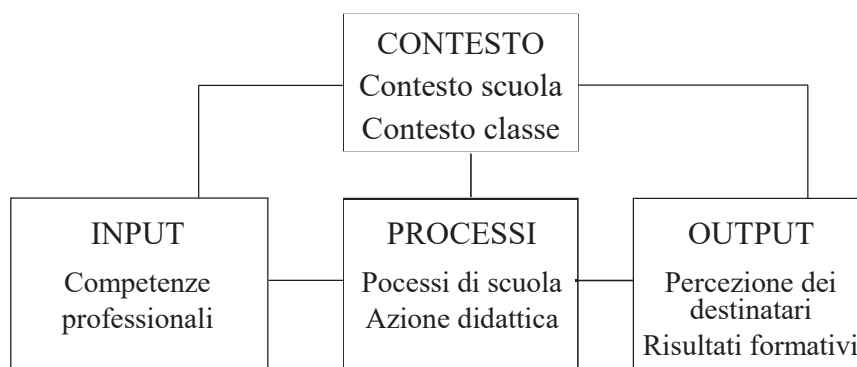 CONTESTO
Contesto scuola
Contesto classe
INPUT
Competenze
professionali
PROCESSI
Pocessi di scuola
Azione didattica
OUTPUT
Percezione dei
destinatari
Risultati formativi